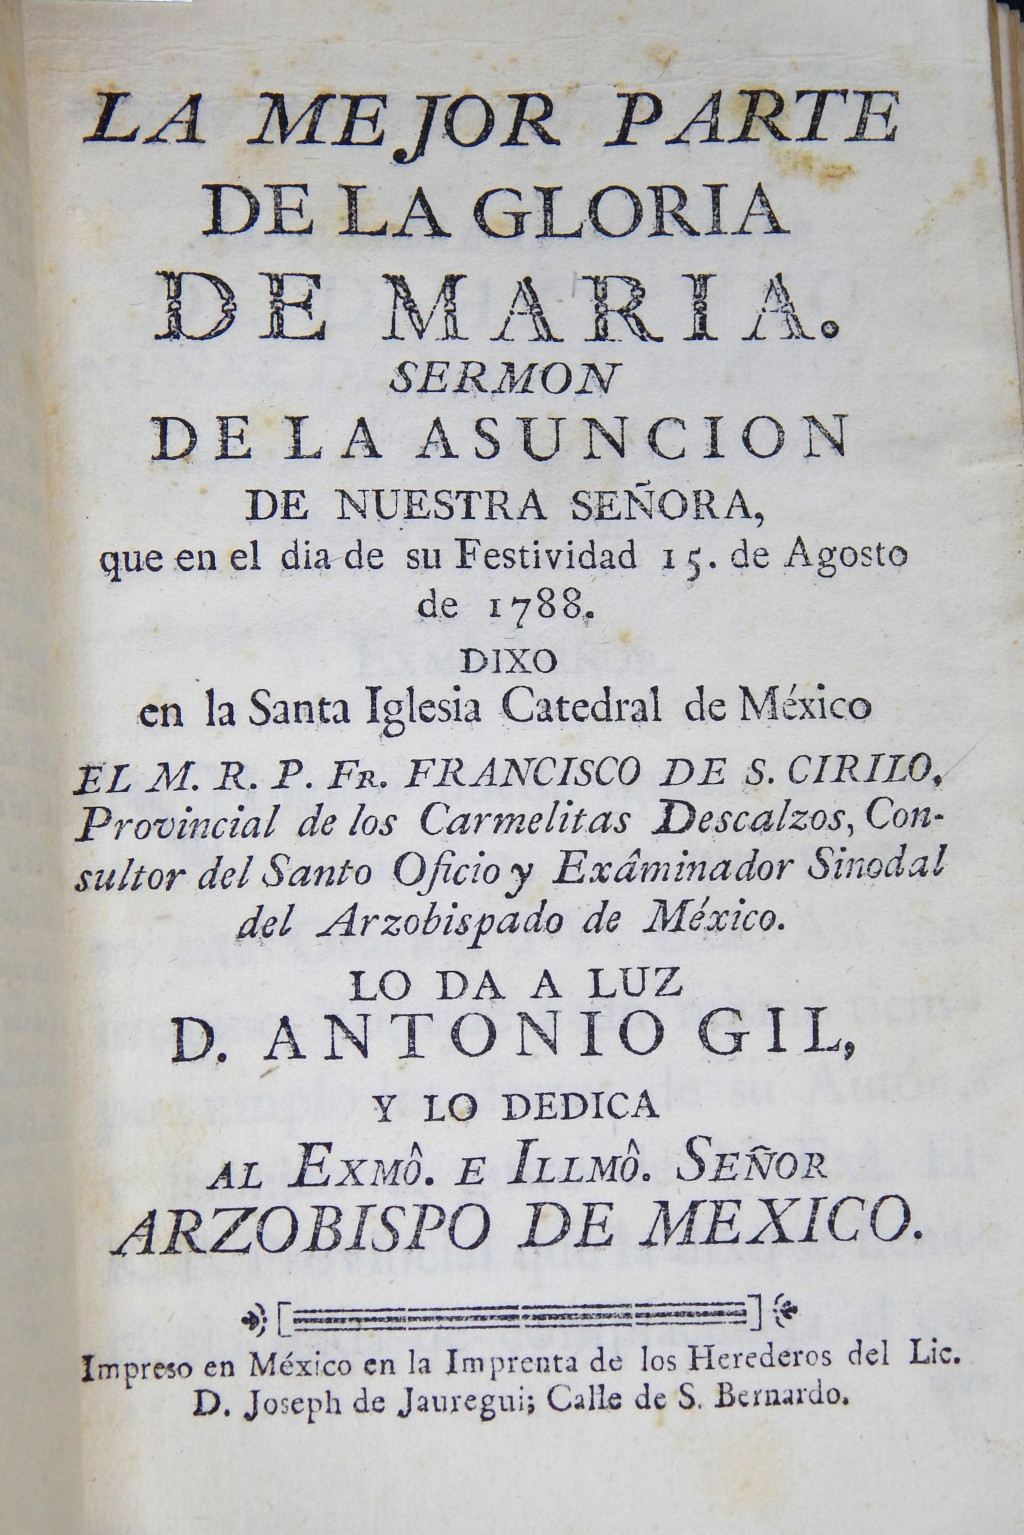 LA MEJOR PARTE
DE LA GLORIA
DE MARIA.
SERMON
DE LA ASUNCION
DE NUESTRA SEÑORA,
que en el dia de su Festividad 15. de Agosto
de 1788.
DIXO
en la Santa Iglesia Catedral de México
EL M. R. P. FR. FRANCISCO DE S. CIRILO,
Provincial de los Carmelitas Descalzos, Con-
sultor del Santo Oficio y Exâminador Sinodal
del Arzobispado de México.
LO DA A LUZ
D. ANTONIO GIL,
Y LO DEDICA
AL EXMÔ. E ILLMÔ. SEÑOR
ARZOBISPO DE MEXICO.
Impreso en México en la Imprenta de los Herederos del Lic.
D. Joseph de Jauregui; Calle de S. Bernardo.